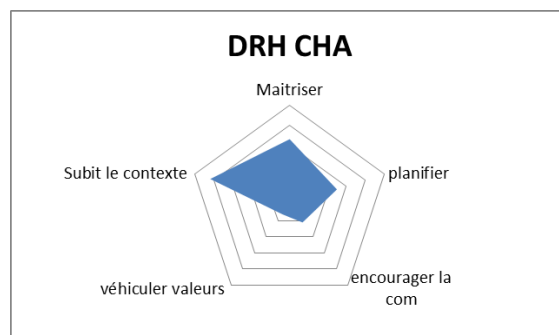 DRH CHA
Maitriser
Subit le contexte
planifier
véhiculer valeurs
encourager la
com